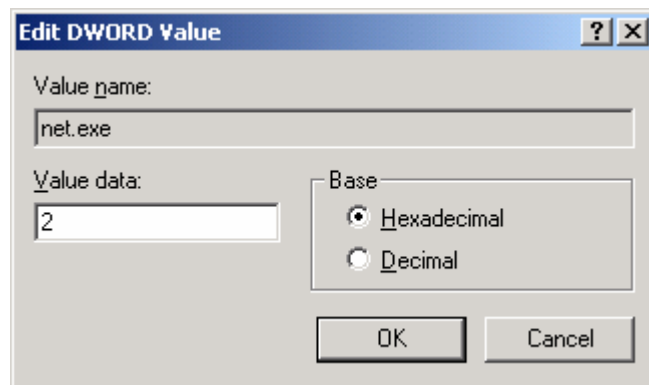 Edit DWORD Value
Value name:
net.exe
Value data:
2
Base
Hexadecimal
Decimal
OK
Cancel